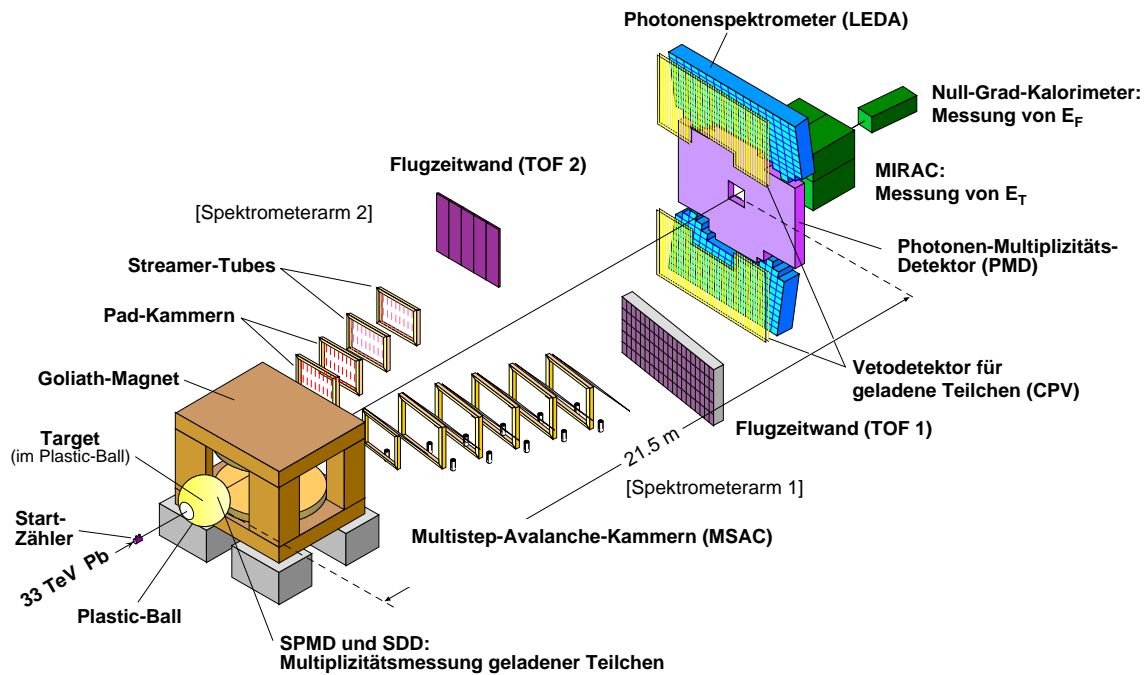 Photonenspektrometer (LEDA)
Null-Grad-Kalorimeter:
Messung von E_F
Flugzeitwand (TOF 2)
MIRAC:
Messung von E_T
[Spektrometerarm 2]
Photonen-Multiplizitäts-
Detektor (PMD)
Streamer-Tubes
Pad-Kammern
Goliath-Magnet
Vetodetektor für
geladene Teilchen (CPV)
Target
(im Plastic-Ball)
Flugzeitwand (TOF 1)
21.5 m
[Spektrometerarm 1]
Start-
Zähler
Multistep-Avalanche-Kammern (MSAC)
33 TeV Pb
Plastic-Ball
SPMD und SDD:
Multiplizitätsmessung geladener Teilchen